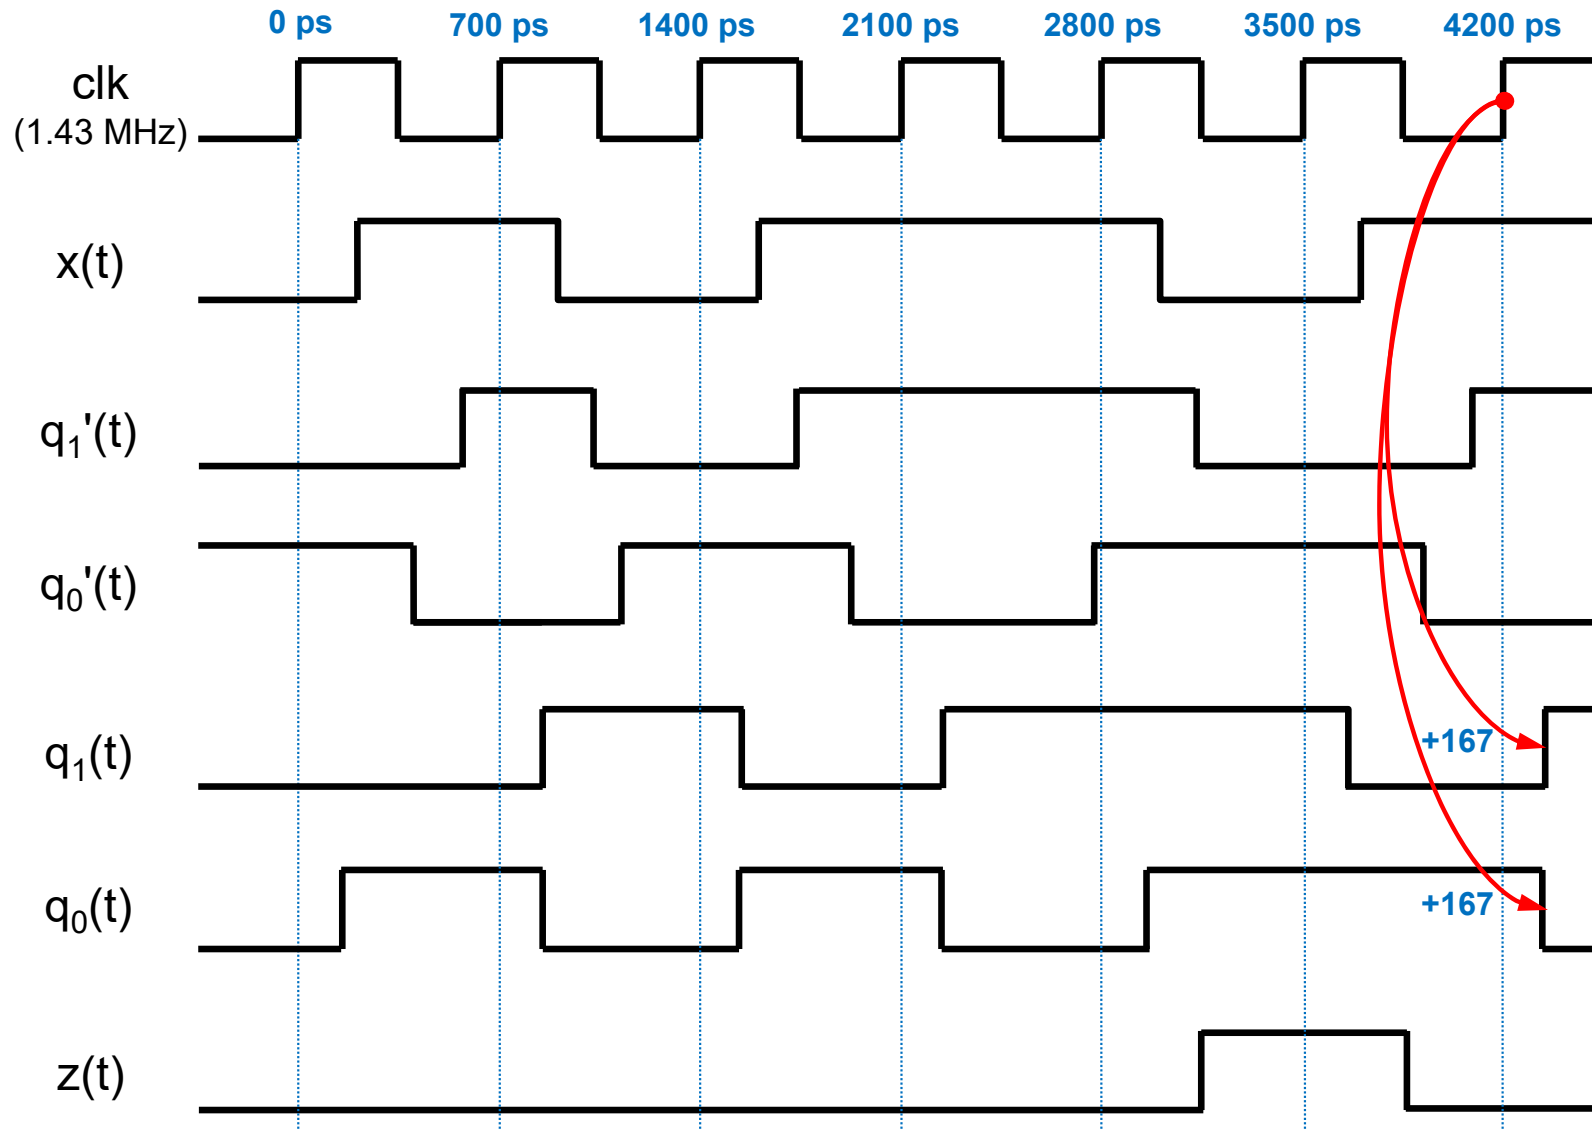 0 ps 700 ps 1400 ps 2100 ps 2800 ps 3500 ps 4200 ps
clk
(1.43 MHz)
x(t)
q₁'(t)
q₀'(t)
q₁(t)
+167
q₀(t)
+167
z(t)